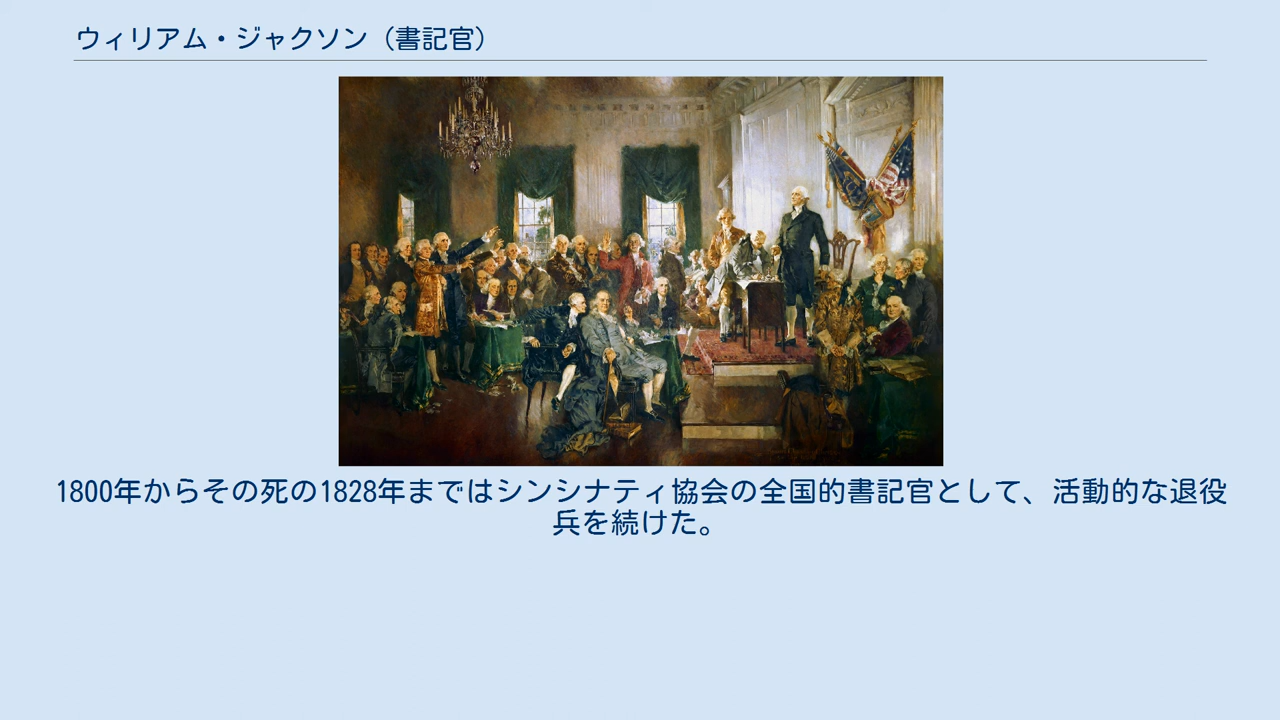 ウィリアム・ジャクソン（書記官）
1800年からその死の1828年まではシンシナティ協会の全国的書記官として、活動的な退役
兵を続けた。